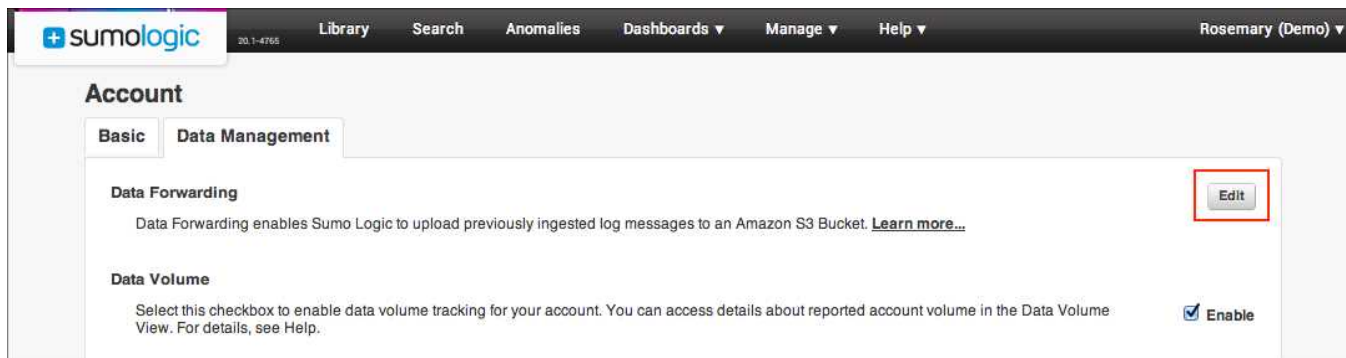 sumologic
20.1-4765
Library Search Anomalies Dashboards Manage Help Rosemary (Demo)
Account
Basic Data Management
Data Forwarding
Edit
Data Forwarding enables Sumo Logic to upload previously ingested log messages to an Amazon S3 Bucket. Learn more...
Data Volume
Select this checkbox to enable data volume tracking for your account. You can access details about reported account volume in the Data Volume
View. For details, see Help.
Enable